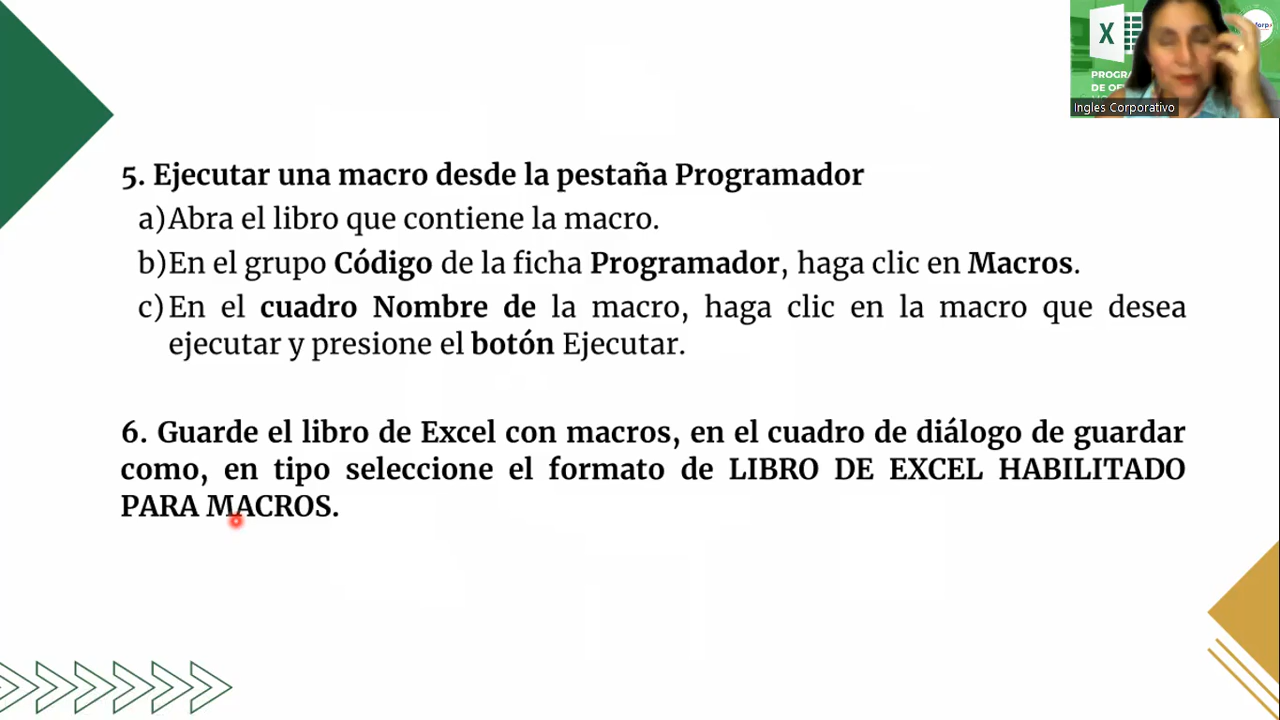 X
PROGR
DE OF
Ingles Corporativo
5. Ejecutar una macro desde la pestaña Programador
a) Abra el libro que contiene la macro.
b) En el grupo Código de la ficha Programador, haga clic en Macros.
c) En el cuadro Nombre de la macro, haga clic en la macro que desea
ejecutar y presione el botón Ejecutar.
6. Guarde el libro de Excel con macros, en el cuadro de diálogo de guardar
como, en tipo seleccione el formato de LIBRO DE EXCEL HABILITADO
PARA MACROS.